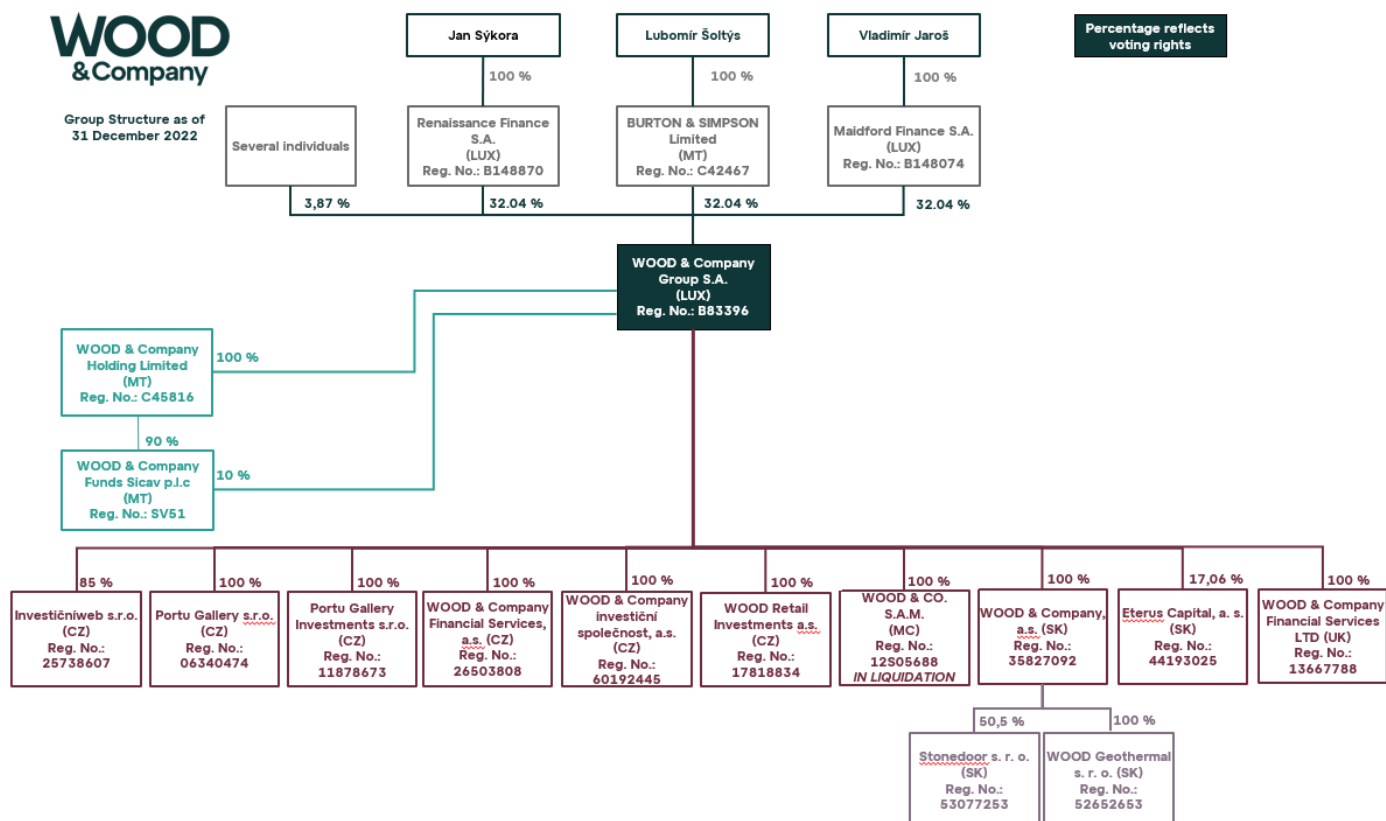 WOOD
&Company
Group Structure as of
31 December 2022
Jan Sýkora
Lubomír Šoltýs
Vladimír Jaroš
Percentage reflects
voting rights
100 %
100 %
100 %
Several individuals
Renaissance Finance
S.A.
(LUX)
Reg. No.: B148870
BURTON & SIMPSON
Limited
(MT)
Reg. No.: C42467
Maidford Finance S.A.
(LUX)
Reg. No.: B148074
3,87 %
32.04 %
32.04 %
32.04 %
WOOD & Company
Group S.A.
(LUX)
Reg. No.: B83396
WOOD & Company
Holding Limited
(MT)
Reg. No.: C45816
100 %
90 %
WOOD & Company
Funds Sicav p.l.c
(MT)
Reg. No.: SV51
10 %
85 %
100 %
100 %
100 %
100 %
100 %
100 %
100 %
17,06 %
100 %
Investičníweb s.r.o.
(CZ)
Reg. No.:
25738607
Portu Gallery s.r.o.
(CZ)
Reg. No.:
06340474
Portu Gallery
Investments s.r.o.
(CZ)
Reg. No.:
11878673
WOOD & Company
Financial Services,
a.s. (CZ)
Reg. No.:
26503808
WOOD & Company
investiční
společnost, a.s.
(CZ)
Reg. No.:
60192445
WOOD Retail
Investments a.s.
(CZ)
Reg. No.:
17818834
WOOD & CO.
S.A.M.
(MC)
Reg. No.:
12S05688
IN LIQUIDATION
WOOD & Company,
a.s. (SK)
Reg. No.:
35827092
Eterus Capital, a. s.
(SK)
Reg. No.:
44193025
WOOD & Company
Financial Services
LTD (UK)
Reg. No.:
13667788
50,5 %
100 %
Stonedoor s. r. o.
(SK)
Reg. No.:
53077253
WOOD Geothermal
s. r. o. (SK)
Reg. No.:
52652653